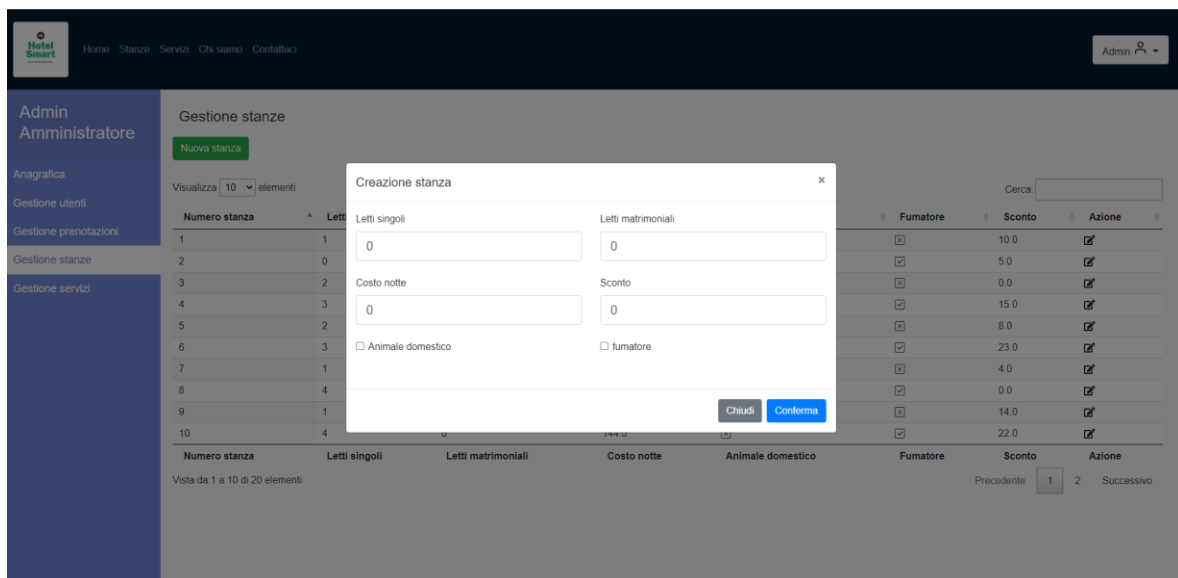 Hotel
Smart
Home Stanze Servizi Chi siamo Contattaci
Admin
Admin
Amministratore
Anagrafica
Gestione utenti
Gestione prenotazioni
Gestione stanze
Gestione servizi
Gestione stanze
Nuova stanza
Visualizza 10 elementi
Cerca:
Creazione stanza ×
Letti singoli Letti matrimoniali
0 0
Costo notte Sconto
0 0
Animale domestico fumatore
Chiudi Conferma
Numero stanza Letti Fumatore Sconto Azione
1 1 10.0
2 0 5.0
3 2 0.0
4 3 15.0
5 2 8.0
6 3 23.0
7 1 4.0
8 4 0.0
9 1 14.0
10 4 0 144.0 22.0
Numero stanza Letti singoli Letti matrimoniali Costo notte Animale domestico Fumatore Sconto Azione
Vista da 1 a 10 di 20 elementi
Precedente 1 2 Successivo